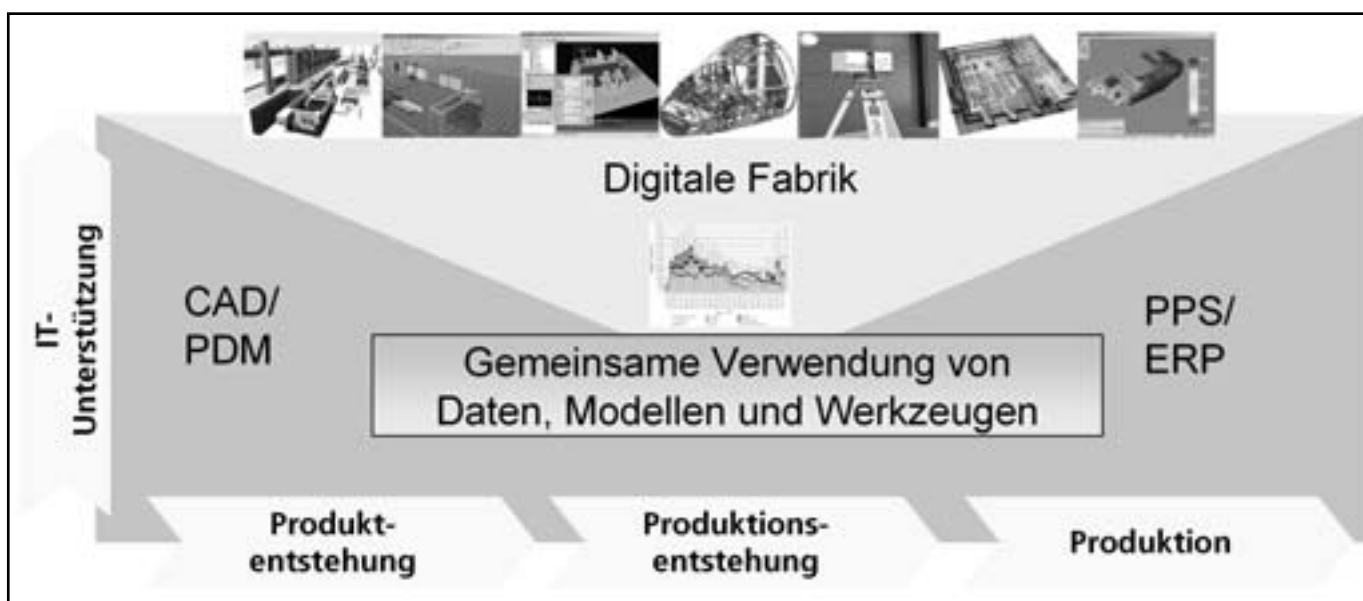 Digitale Fabrik
IT-
Unterstützung
CAD/
PDM
PPS/
ERP
Gemeinsame Verwendung von
Daten, Modellen und Werkzeugen
Produkt-
entstehung
Produktions-
entstehung
Produktion